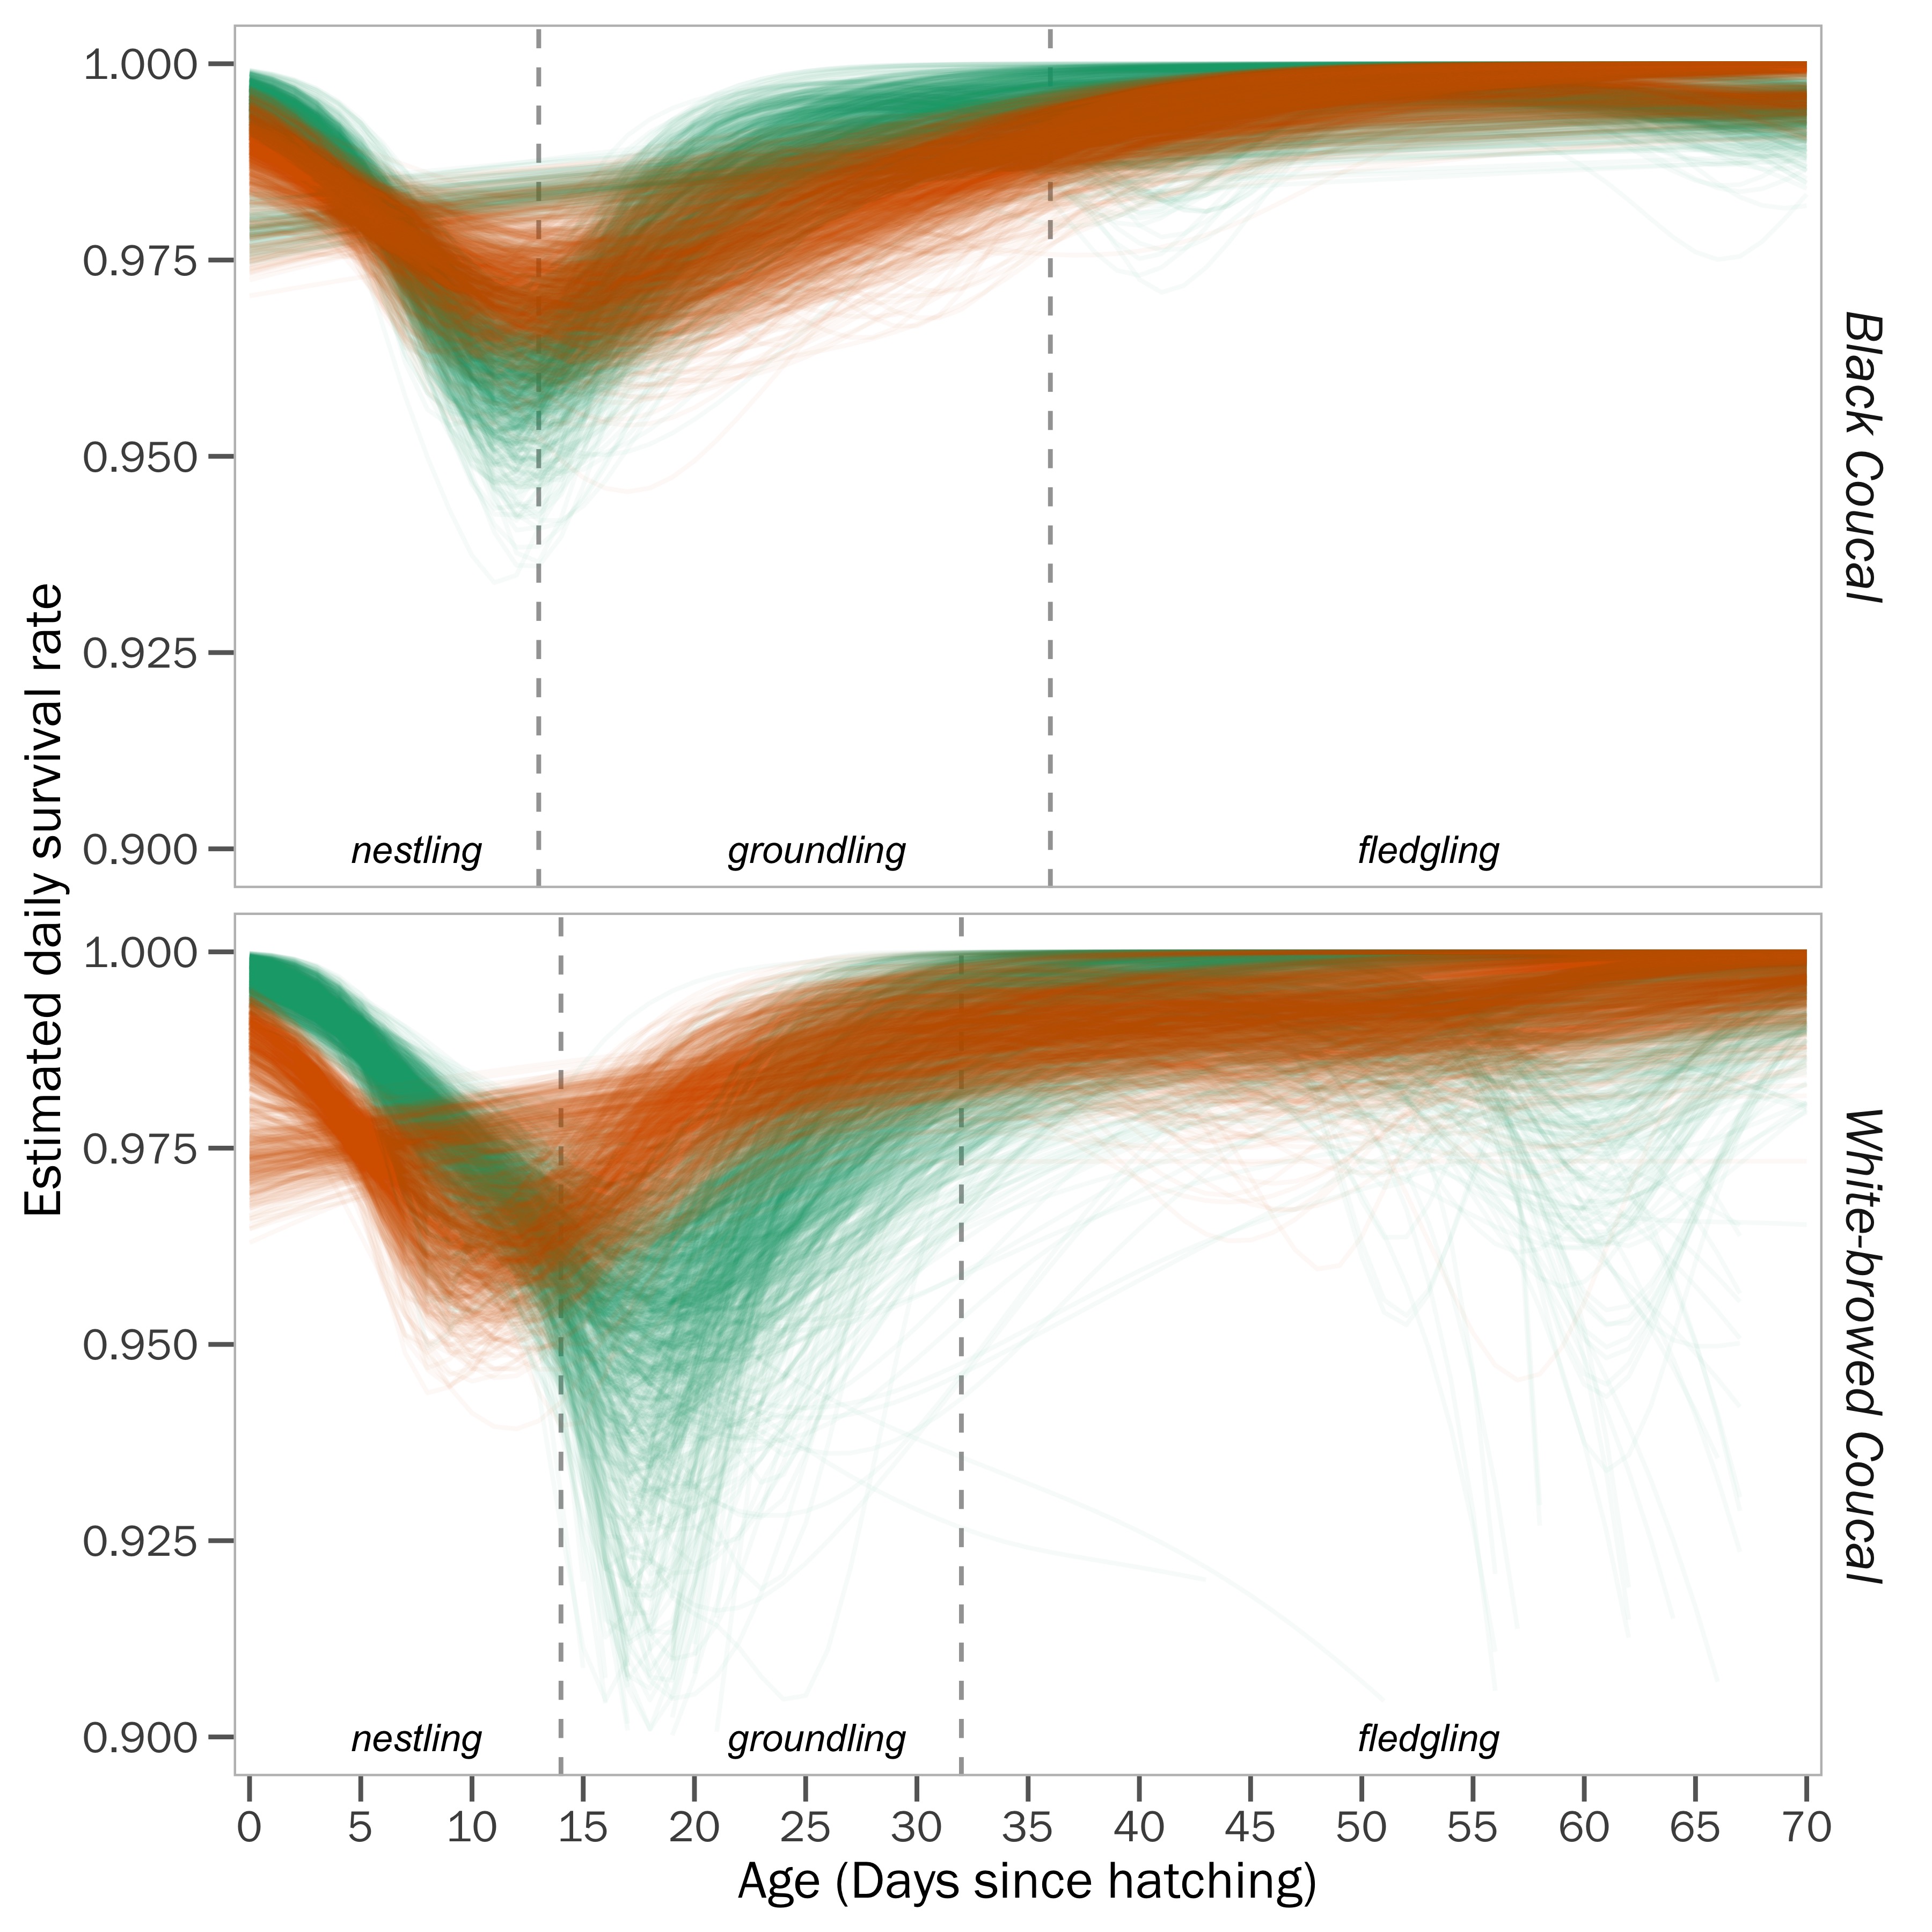 Estimated daily survival rate
1.000
0.975
0.950
0.925
0.900
nestling groundling fledgling
Black Coucal
1.000
0.975
0.950
0.925
0.900
nestling groundling fledgling
White-browed Coucal
0 5 10 15 20 25 30 35 40 45 50 55 60 65 70
Age (Days since hatching)